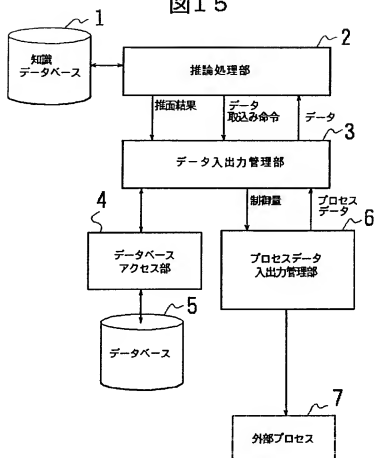 図15
1
知識
データベース
2
推論処理部
推面結果
データ
取込み命令
データ
3
データ入出力管理部
制御量
プロセス
データ
4
データベース
アクセス部
6
プロセスデータ
入出力管理部
5
データベース
7
外部プロセス